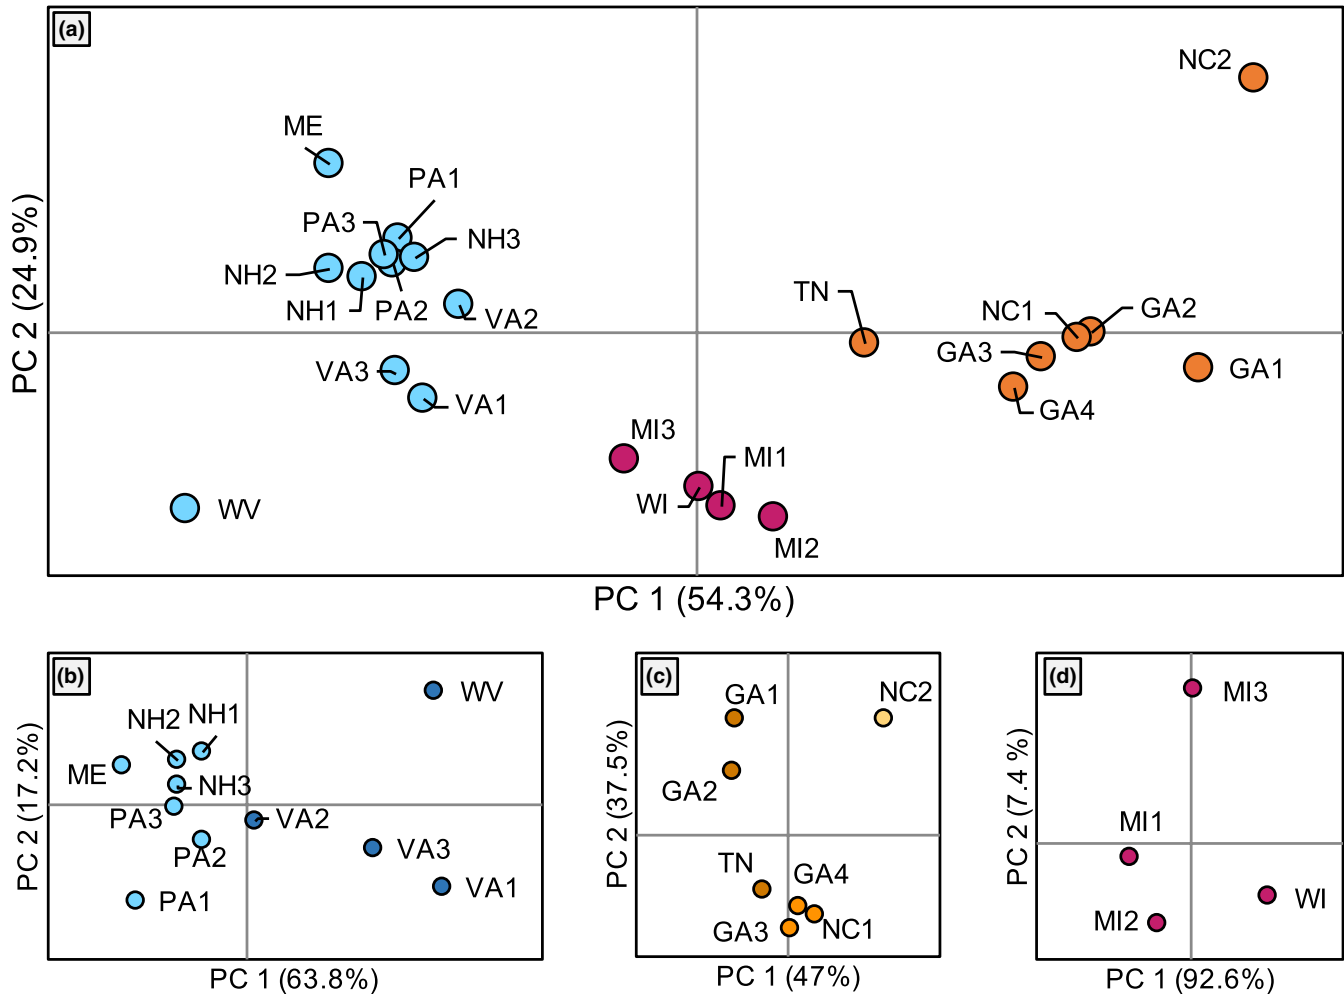 (a)
NC2
ME
PA1
PA3
NH3
NH2
NH1
PA2
VA2
TN
NC1
GA2
GA3
GA1
VA3
VA1
GA4
MI3
MI1
WI
WV
MI2
PC 2 (24.9%)
PC 1 (54.3%)
(b)
WV
NH2
NH1
ME
NH3
PA3
VA2
PA2
VA3
VA1
PA1
PC 2 (17.2%)
PC 1 (63.8%)
(c)
GA1
NC2
GA2
TN
GA4
GA3
NC1
PC 2 (37.5%)
PC 1 (47%)
(d)
MI3
MI1
MI2
WI
PC 2 (7.4 %)
PC 1 (92.6%)